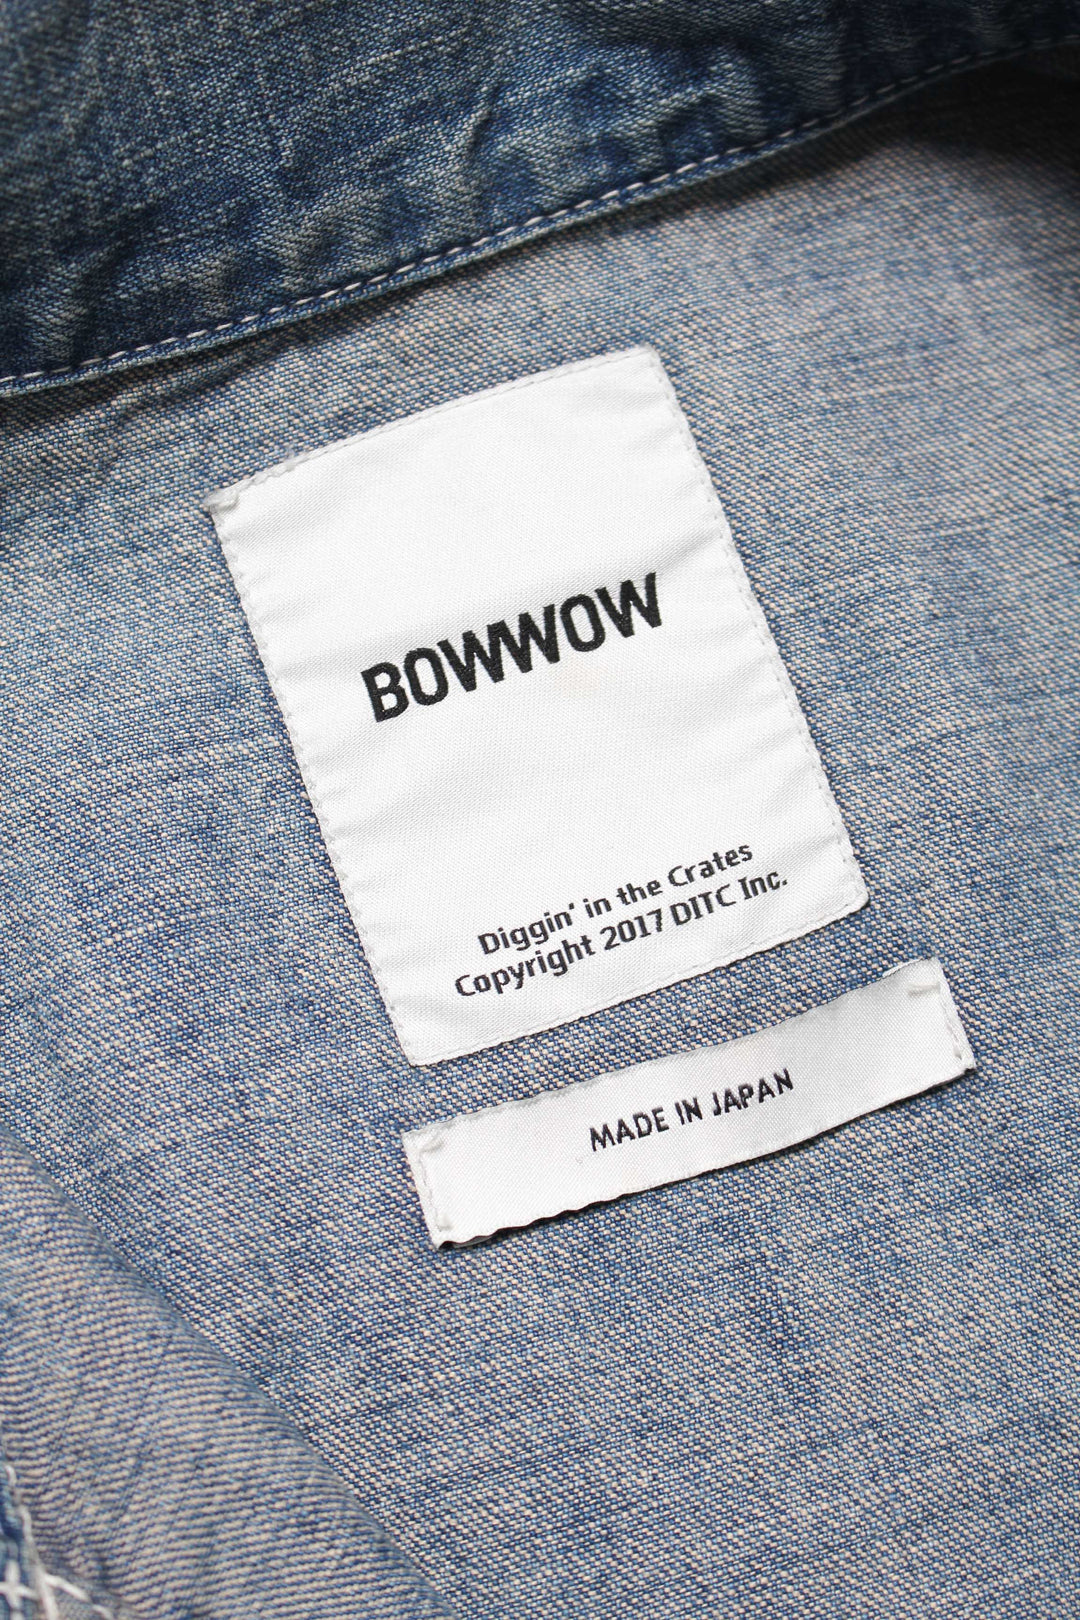 BOWWOW
Diggin' in the Crates
Copyright 2017 DITC Inc.
MADE IN JAPAN